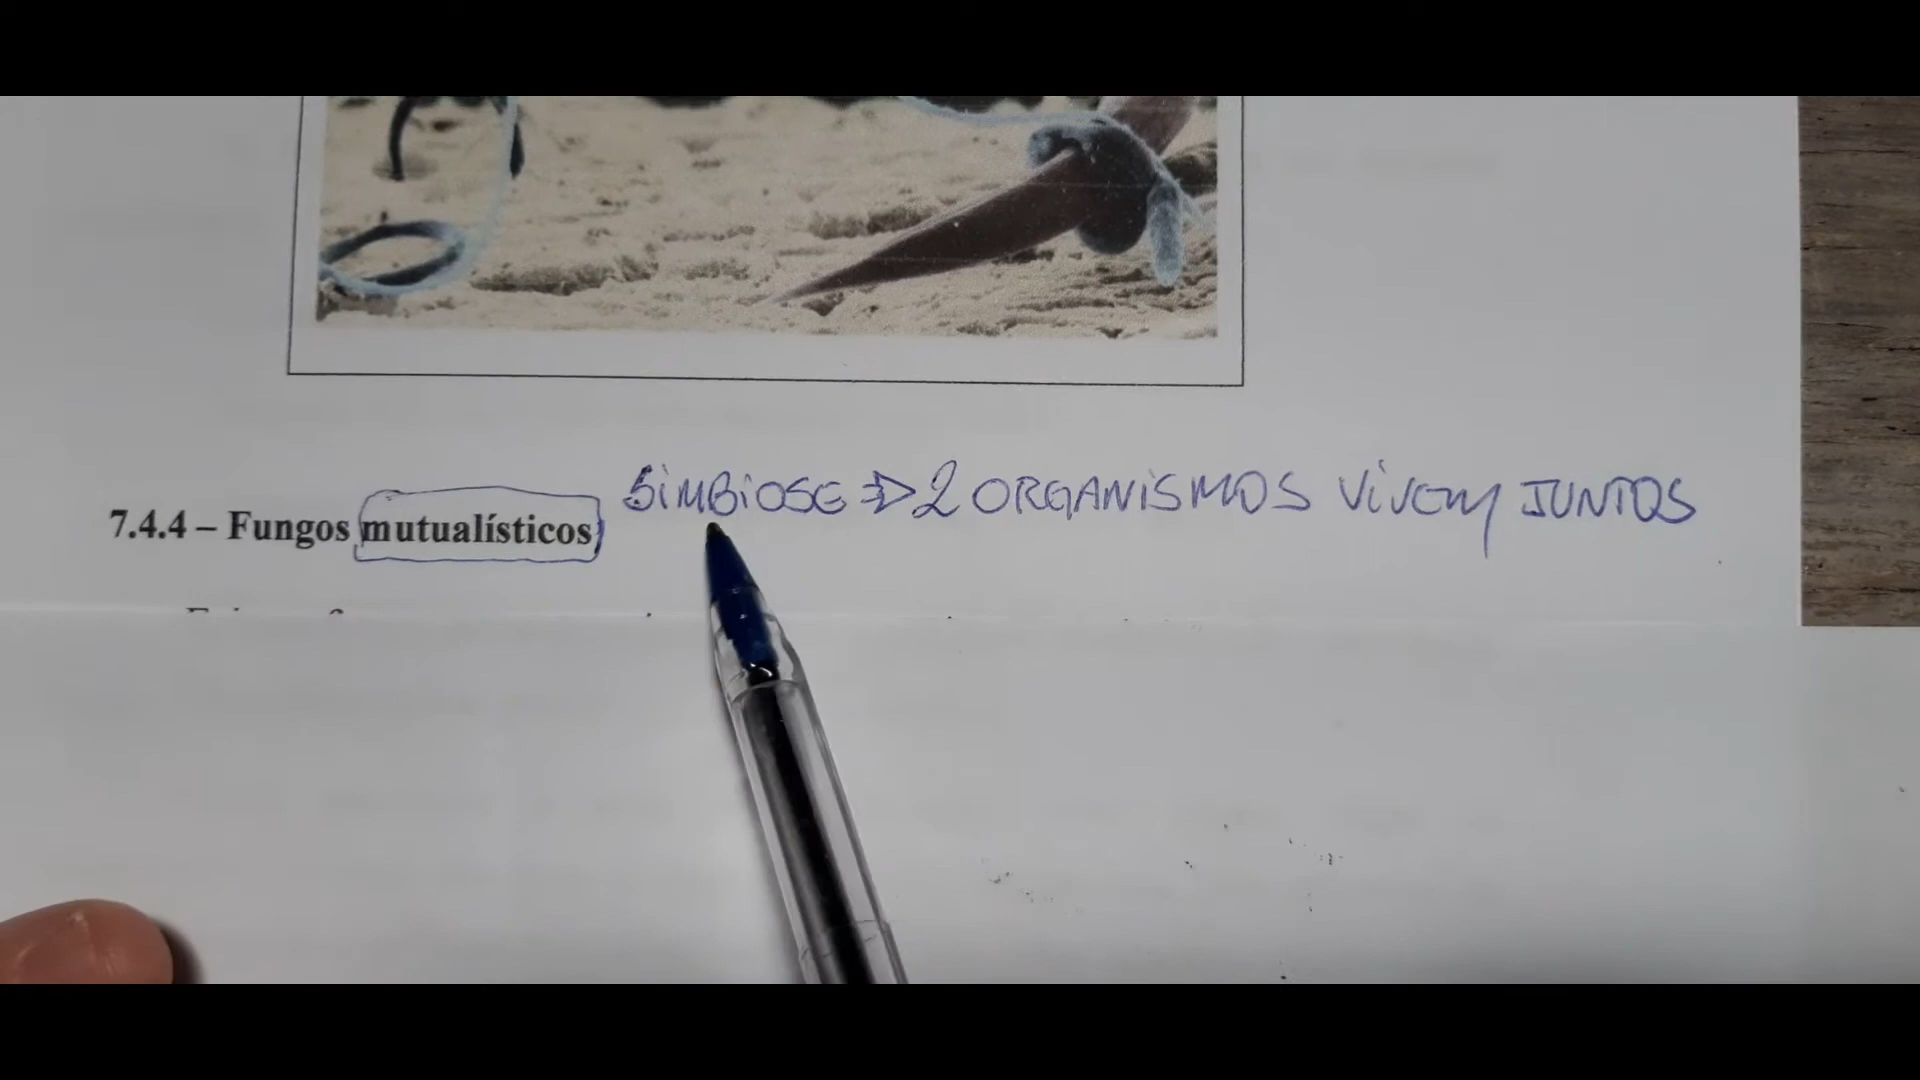 SIMBIOSE ⇒ 2 ORGANISMOS VIVEM JUNTOS
7.4.4 – Fungos mutualísticos